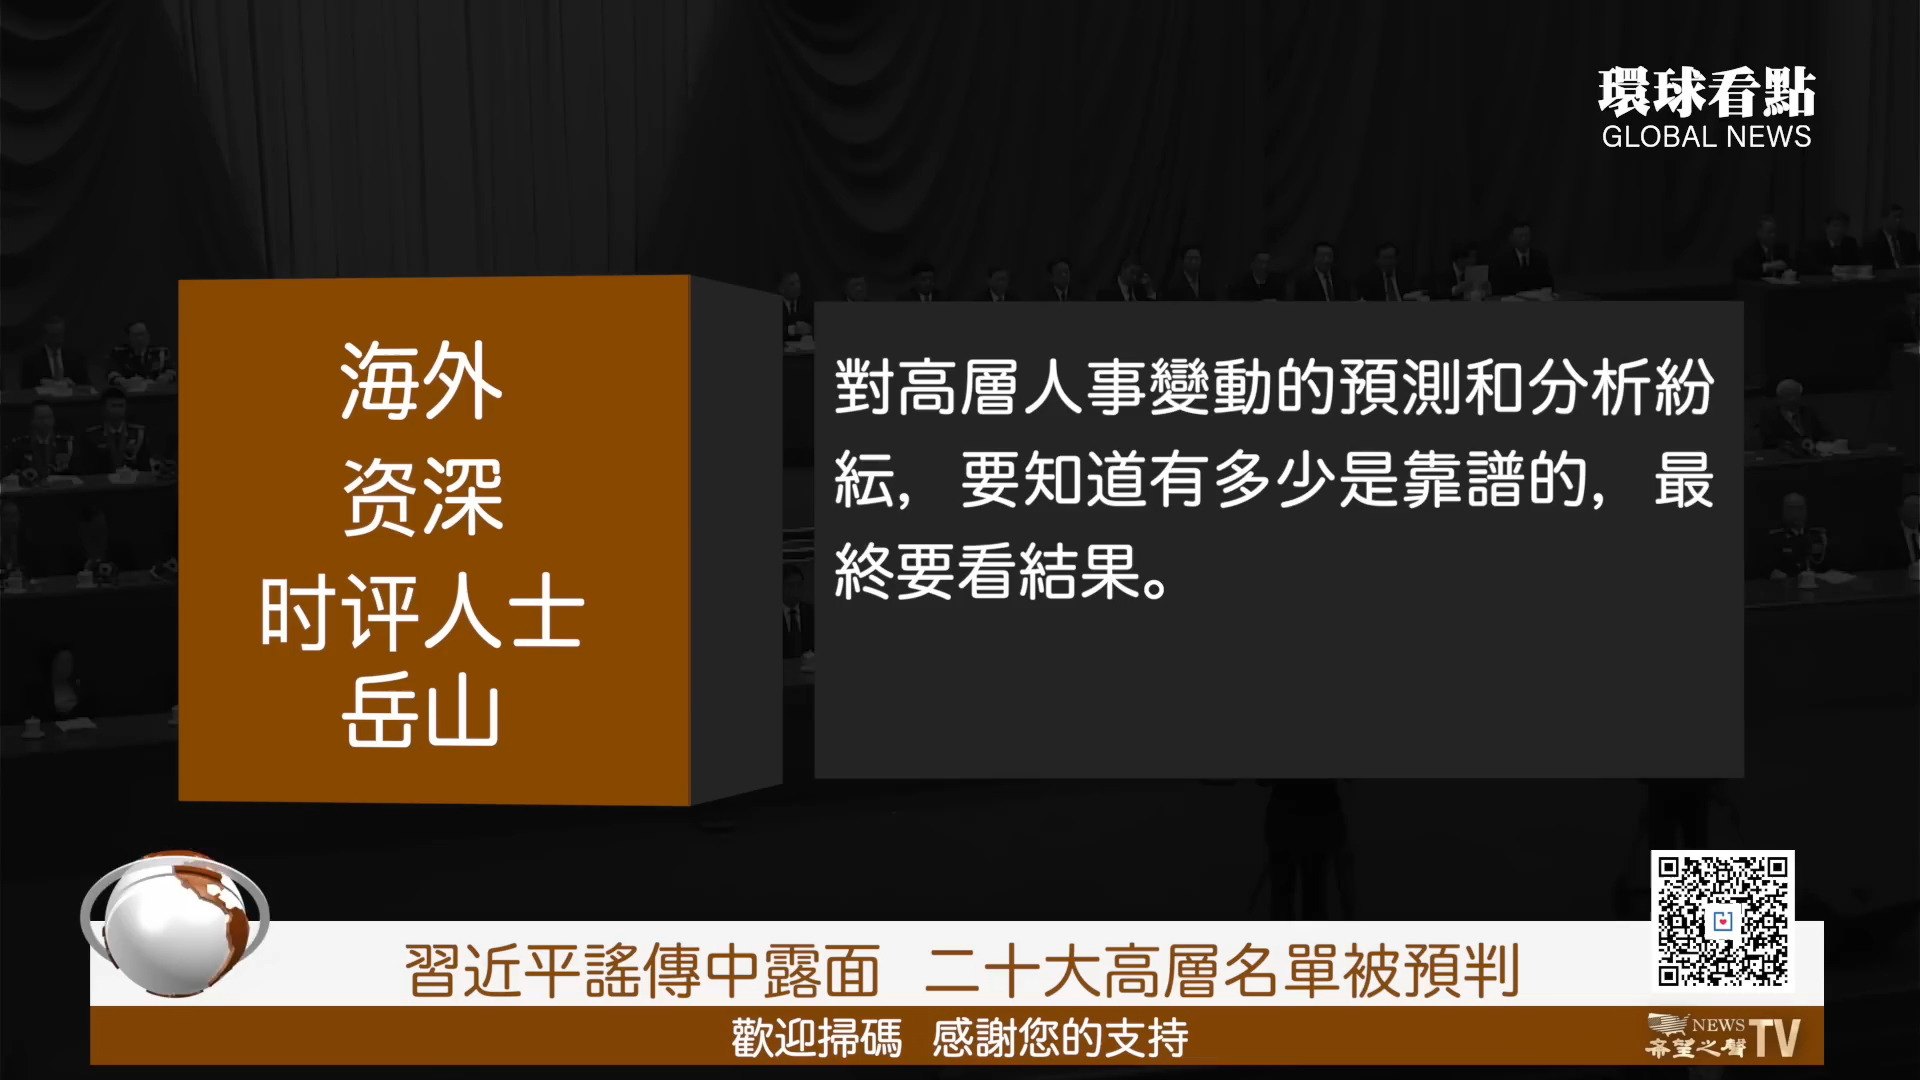 環球看點
GLOBAL NEWS
海外
资深
时评人士
岳山
對高層人事變動的預測和分析紛
紜，要知道有多少是靠譜的，最
終要看結果。
習近平謠傳中露面 二十大高層名單被預判
歡迎掃碼 感謝您的支持
NEWS
希望之聲TV